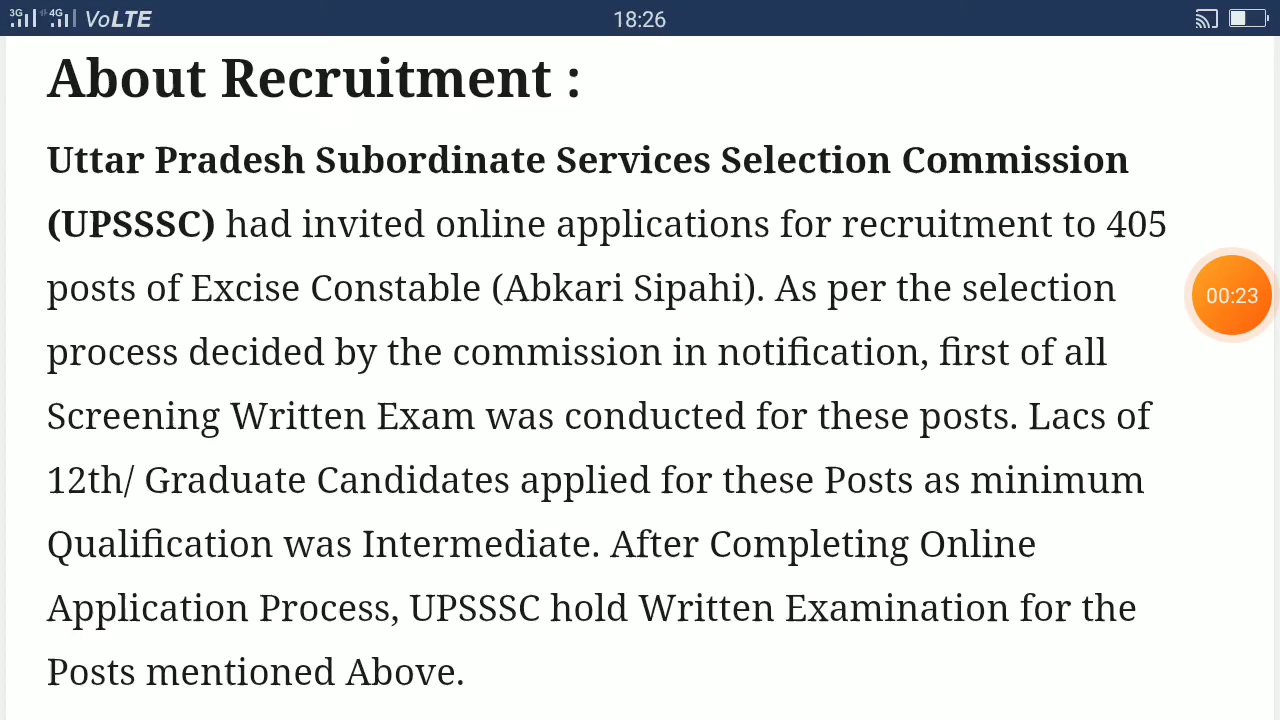 3G 4G VoLTE 18:26
About Recruitment :
Uttar Pradesh Subordinate Services Selection Commission
(UPSSSC) had invited online applications for recruitment to 405
posts of Excise Constable (Abkari Sipahi). As per the selection
00:23
process decided by the commission in notification, first of all
Screening Written Exam was conducted for these posts. Lacs of
12th/ Graduate Candidates applied for these Posts as minimum
Qualification was Intermediate. After Completing Online
Application Process, UPSSSC hold Written Examination for the
Posts mentioned Above.